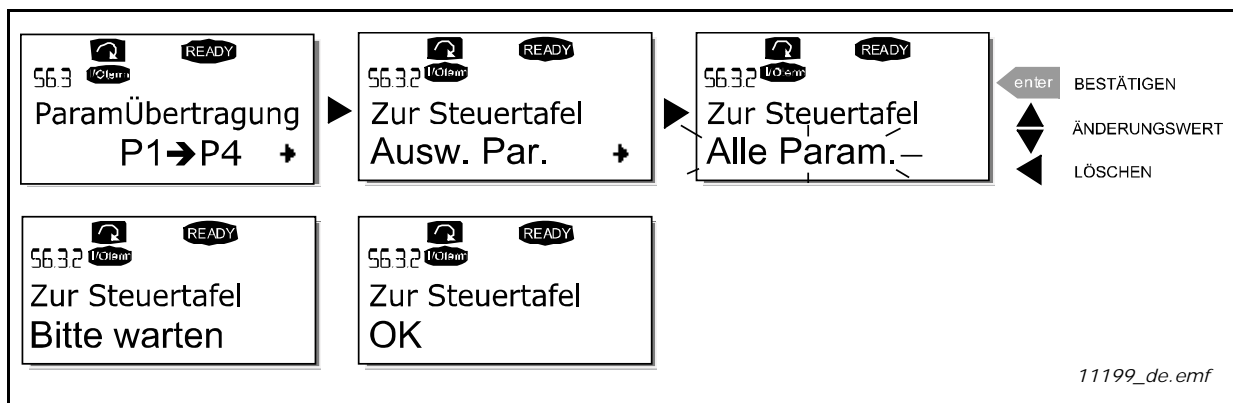 READY
S6.3 I/Oterm
ParamÜbertragung
P1➔P4
READY
S6.3.2 I/Oterm
Zur Steuertafel
Ausw. Par.
READY
S6.3.2 I/Oterm
Zur Steuertafel
Alle Param.
enter BESTÄTIGEN
ÄNDERUNGSWERT
LÖSCHEN
READY
S6.3.2 I/Oterm
Zur Steuertafel
Bitte warten
READY
S6.3.2 I/Oterm
Zur Steuertafel
OK
11199_de.emf